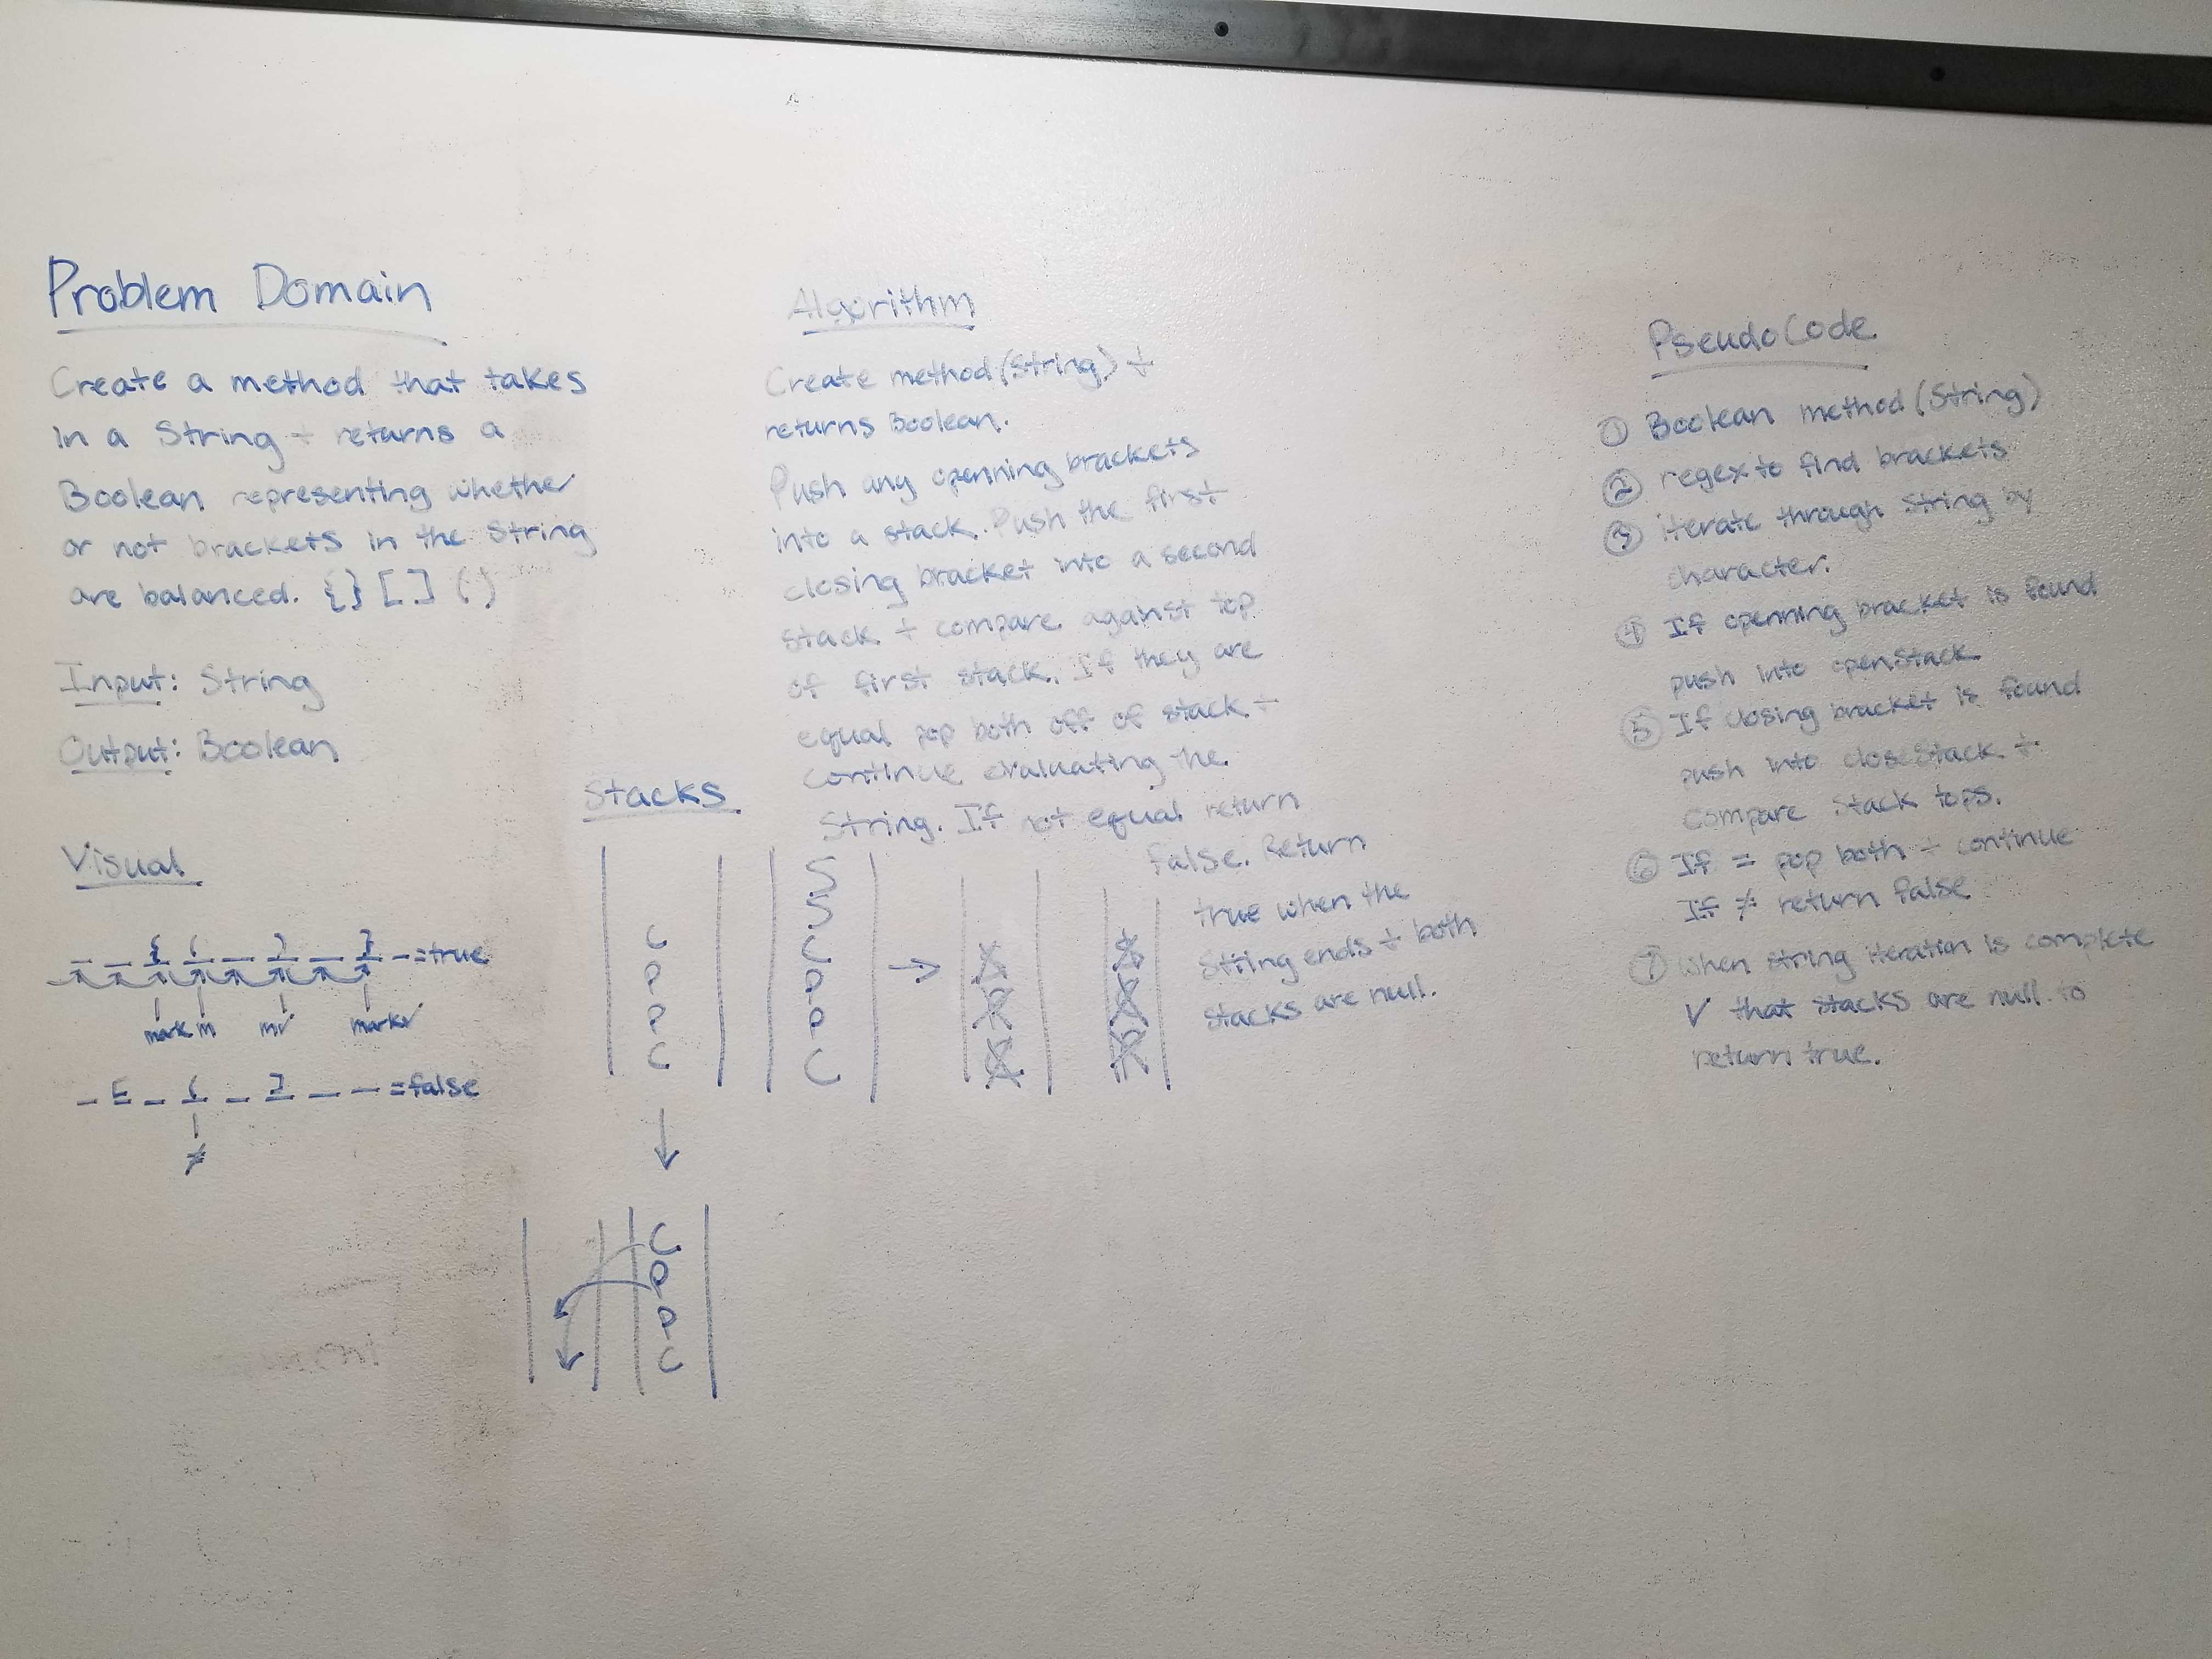 Problem Domain
Create a method that takes
in a String + returns a
Boolean representing whether
or not brackets in the String
are balanced. {} [] ()
Input: String
Output: Boolean
Visual
{ ( ) } = true
mark m m✓ mark✓
[ { ] = false
≠
Stacks
C
P
P
C
S
S
C
P
P
C
C
P
P
C
Algorithm
Create method (String) +
returns Boolean.
Push any openning brackets
into a stack. Push the first
closing bracket into a second
stack + compare against top
of first stack. If they are
equal pop both off of stack +
continue evaluating the
String. If not equal return
false. Return
true when the
String ends + both
stacks are null.
PseudoCode
① Boolean method (String)
② regex to find brackets
③ iterate through String by
character.
④ If openning bracket is found
push into openStack
⑤ If closing bracket is found
push into closeStack +
compare stack tops.
⑥ If = pop both + continue
If ≠ return false
⑦ When string iteration is complete
✓ that stacks are null to
return true.